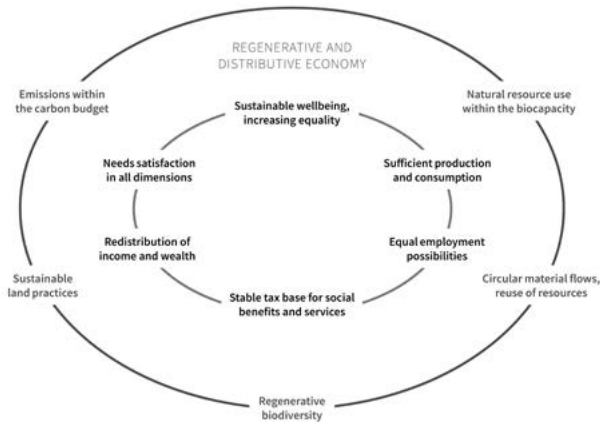 REGENERATIVE AND
DISTRIBUTIVE ECONOMY
Emissions within
the carbon budget
Natural resource use
within the biocapacity
Sustainable wellbeing,
increasing equality
Needs satisfaction
in all dimensions
Sufficient production
and consumption
Redistribution of
income and wealth
Equal employment
possibilities
Sustainable
land practices
Circular material flows,
reuse of resources
Stable tax base for social
benefits and services
Regenerative
biodiversity